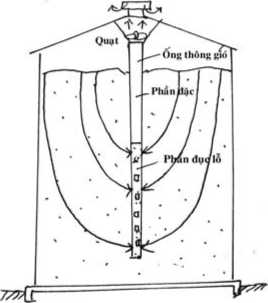 Quạt
Ống thông gió
Phần đặc
Phần đục lỗ